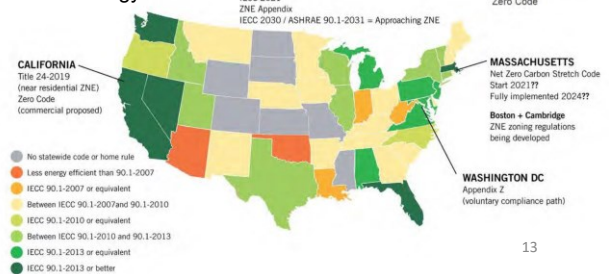 ZNE Appendix
IECC 2030 / ASHRAE 90.1-2031 = Approaching ZNE
Zero Code
CALIFORNIA
Title 24-2019
(near residential ZNE)
Zero Code
(commercial proposed)
MASSACHUSETTS
Net Zero Carbon Stretch Code
Start 2021??
Fully implemented 2024??
Boston + Cambridge
ZNE zoning regulations
being developed
WASHINGTON DC
Appendix Z
(voluntary compliance path)
No statewide code or home rule
Less energy efficient than 90.1-2007
IECC 90.1-2007 or equivalent
Between IECC 90.1-2007and 90.1-2010
IECC 90.1-2010 or equivalent
Between IECC 90.1-2010 and 90.1-2013
IECC 90.1-2013 or equivalent
IECC 90.1-2013 or better
13